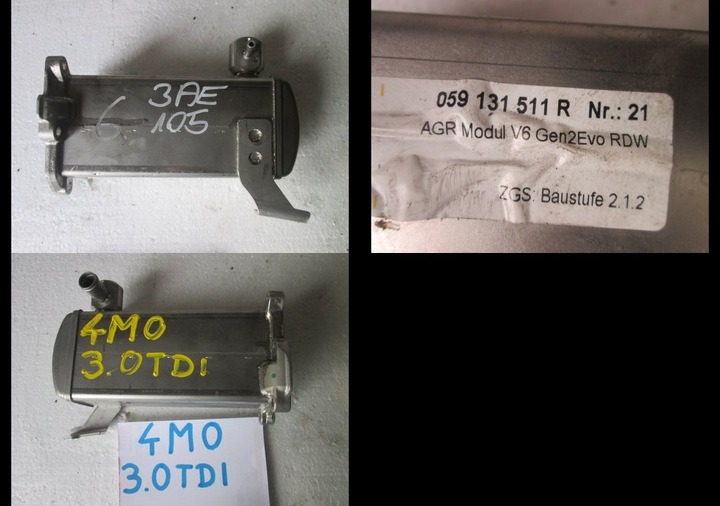 3AE
6 105
059 131 511 R Nr.: 21
AGR Modul V6 Gen2Evo RDW
ZGS: Baustufe 2.1.2
4M0
3.0TDI
4M0
3.0TDI